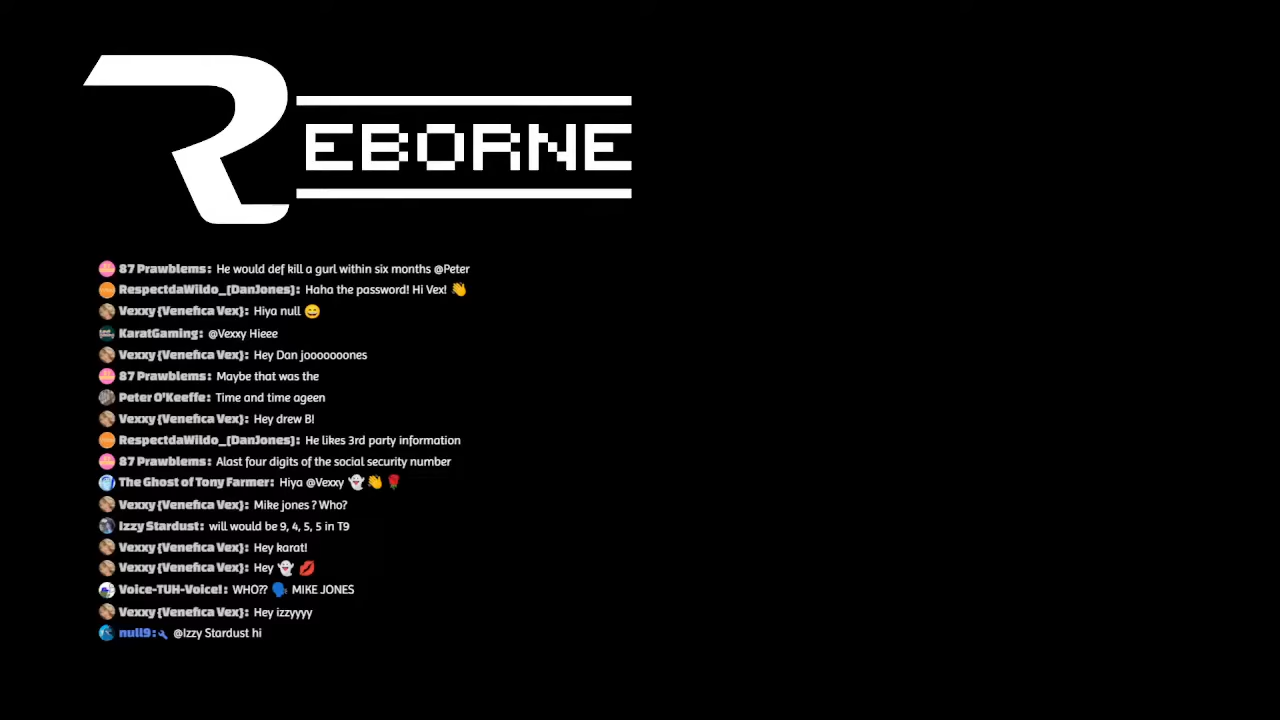 REBORNE
87 Prawblems: He would def kill a gurl within six months @Peter
RespectdaWildo_[DanJones]: Haha the password! Hi Vex! 👋
Vexxy {Venefica Vex}: Hiya null 😄
KaratGaming: @Vexxy Hieee
Vexxy {Venefica Vex}: Hey Dan jooooooones
87 Prawblems: Maybe that was the
Peter O'Keeffe: Time and time ageen
Vexxy {Venefica Vex}: Hey drew B!
RespectdaWildo_[DanJones]: He likes 3rd party information
87 Prawblems: Alast four digits of the social security number
The Ghost of Tony Farmer: Hiya @Vexxy 👻 👋 🌹
Vexxy {Venefica Vex}: Mike jones ? Who?
Izzy Stardust: will would be 9, 4, 5, 5 in T9
Vexxy {Venefica Vex}: Hey karat!
Vexxy {Venefica Vex}: Hey 👻 💋
Voice-TUH-Voice!: WHO?? 🗣️ MIKE JONES
Vexxy {Venefica Vex}: Hey izzyyyy
null9: @Izzy Stardust hi